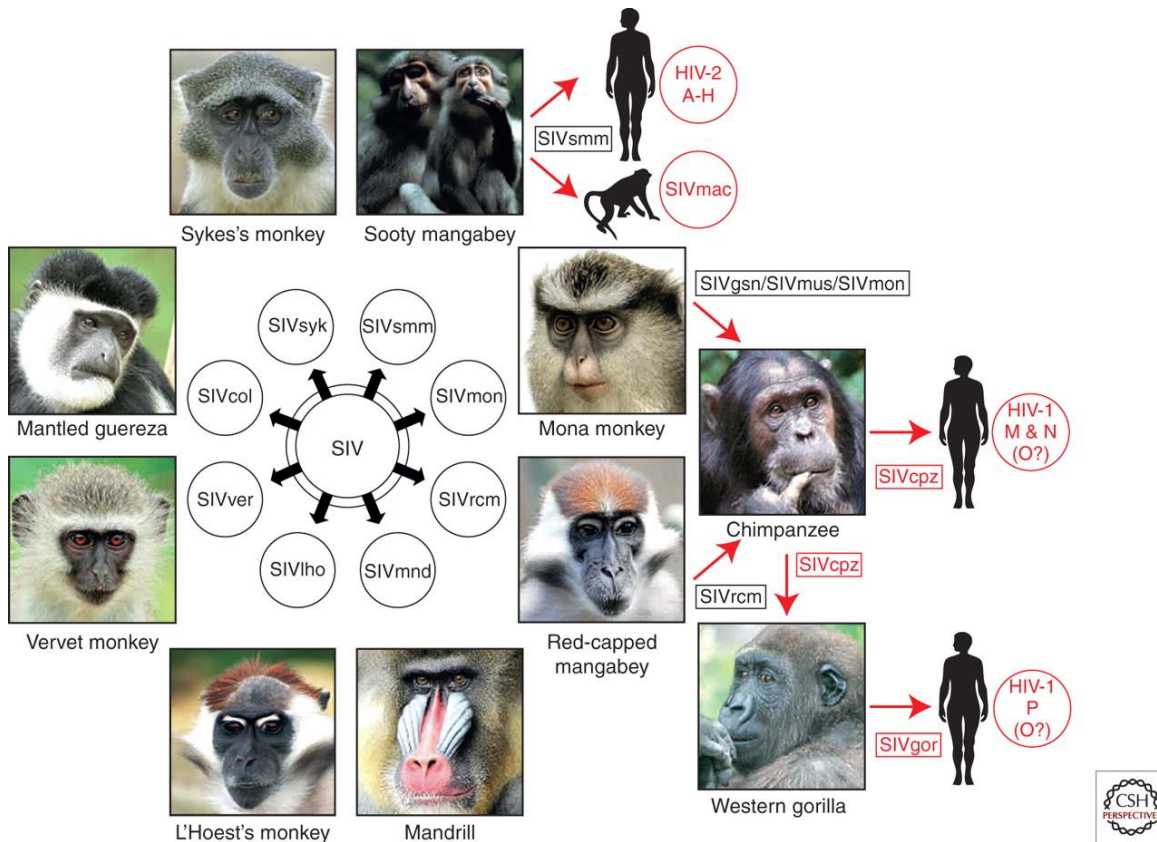 HIV-2
A-H
SIVsmm
SIVmac
Sykes's monkey
Sooty mangabey
SIVgsn/SIVmus/SIVmon
SIVsyk
SIVsmm
SIVcol
SIVmon
Mantled guereza
Mona monkey
SIV
HIV-1
M & N
(O?)
SIVcpz
SIVver
SIVrcm
Chimpanzee
SIVlho
SIVmnd
SIVcpz
SIVrcm
Vervet monkey
Red-capped
mangabey
HIV-1
P
(O?)
SIVgor
Western gorilla
L'Hoest's monkey
Mandrill
CSH
PERSPECTIVES